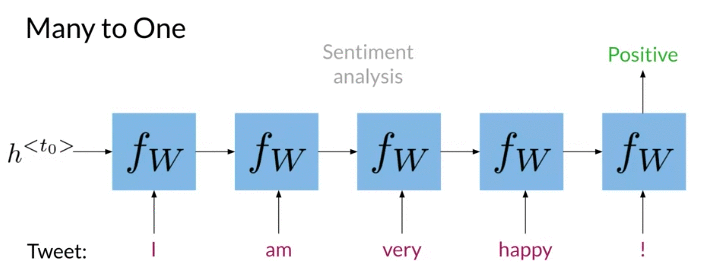 Many to One
Sentiment
analysis
Positive
h^{<t_0>} f_W f_W f_W f_W f_W
Tweet: I am very happy !